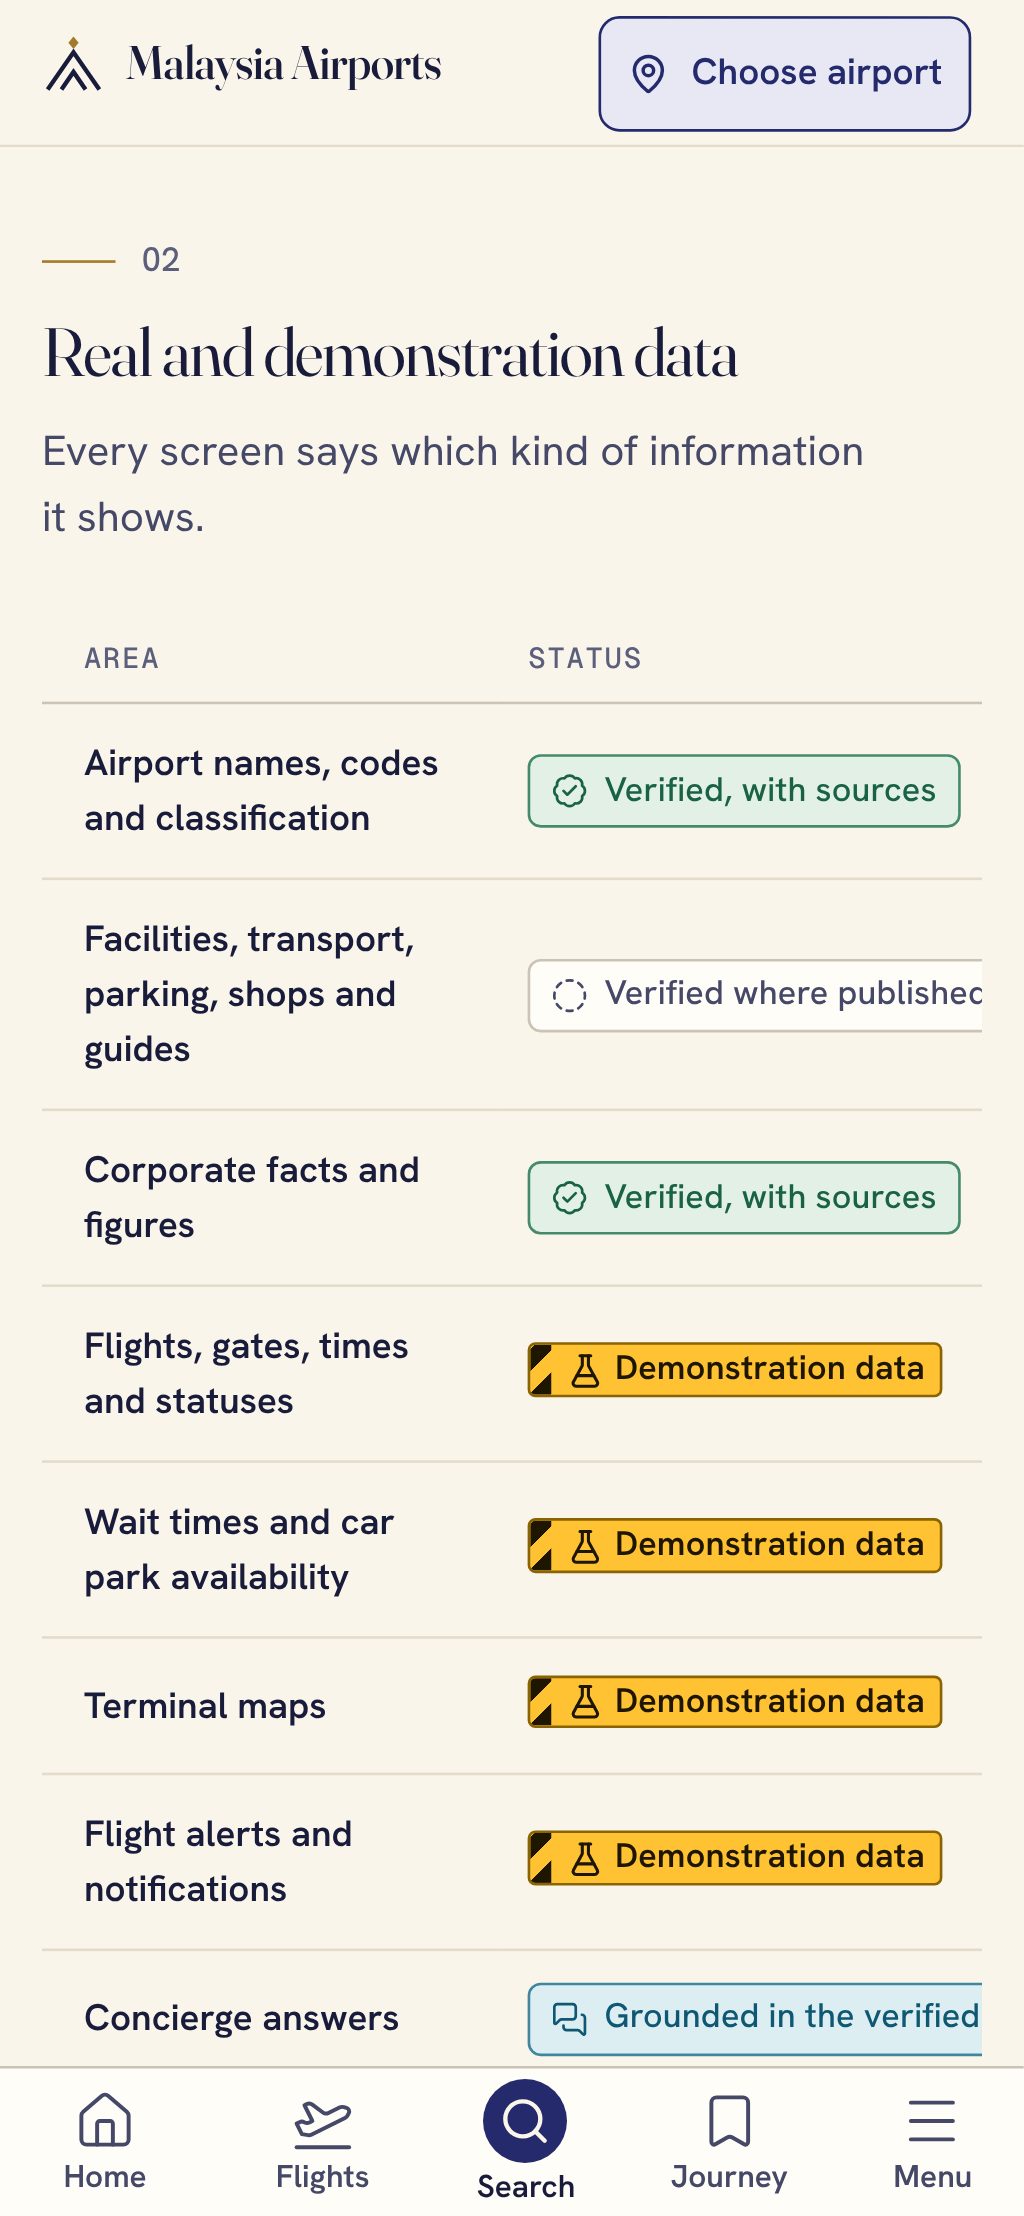 Malaysia Airports
Choose airport
02
Real and demonstration data
Every screen says which kind of information
it shows.
AREA
STATUS
Airport names, codes
and classification
Verified, with sources
Facilities, transport,
parking, shops and
guides
Verified where published
Corporate facts and
figures
Verified, with sources
Flights, gates, times
and statuses
Demonstration data
Wait times and car
park availability
Demonstration data
Terminal maps
Demonstration data
Flight alerts and
notifications
Demonstration data
Concierge answers
Grounded in the verified
Home
Flights
Search
Journey
Menu